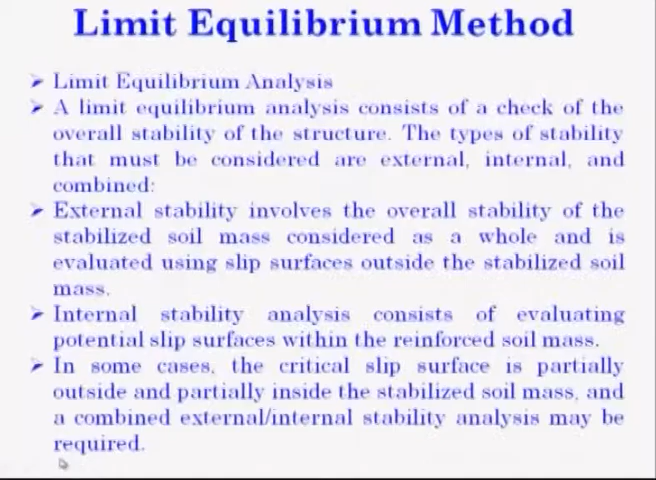 Limit Equilibrium Method
➢ Limit Equilibrium Analysis
➢ A limit equilibrium analysis consists of a check of the
overall stability of the structure. The types of stability
that must be considered are external, internal, and
combined:
➢ External stability involves the overall stability of the
stabilized soil mass considered as a whole and is
evaluated using slip surfaces outside the stabilized soil
mass.
➢ Internal stability analysis consists of evaluating
potential slip surfaces within the reinforced soil mass.
➢ In some cases, the critical slip surface is partially
outside and partially inside the stabilized soil mass, and
a combined external/internal stability analysis may be
required.